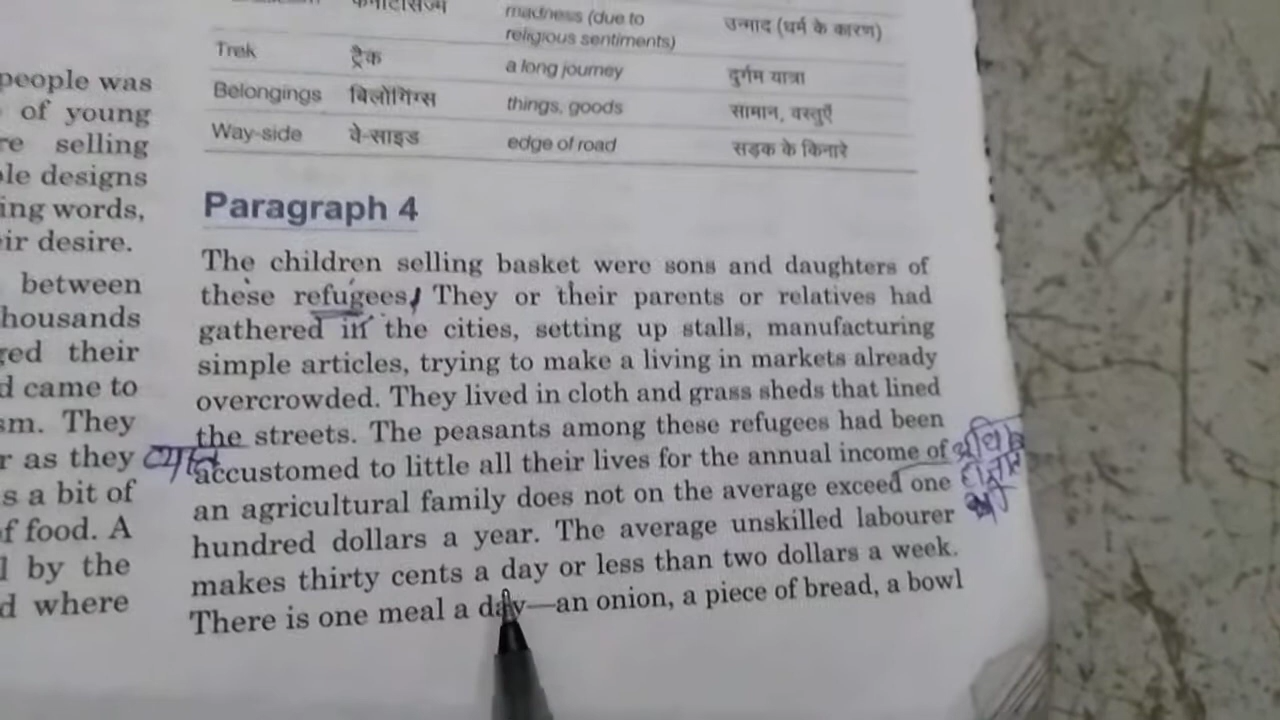 people was
of young
re selling
ole designs
ing words,
eir desire.
between
housands
ged their
d came to
sm. They
r as they
s a bit of
f food. A
l by the
d where
madness (due to
religious sentiments)
उन्माद (धर्म के कारण)
Trek ट्रैक a long journey दुर्गम यात्रा
Belongings बिलोंगिंग्स things, goods सामान, वस्तुएँ
Way-side वे-साइड edge of road सड़क के किनारे
Paragraph 4
The children selling basket were sons and daughters of
these refugees. They or their parents or relatives had
gathered in the cities, setting up stalls, manufacturing
simple articles, trying to make a living in markets already
overcrowded. They lived in cloth and grass sheds that lined
the streets. The peasants among these refugees had been
accustomed to little all their lives for the annual income of
an agricultural family does not on the average exceed one
hundred dollars a year. The average unskilled labourer
makes thirty cents a day or less than two dollars a week.
There is one meal a day—an onion, a piece of bread, a bowl